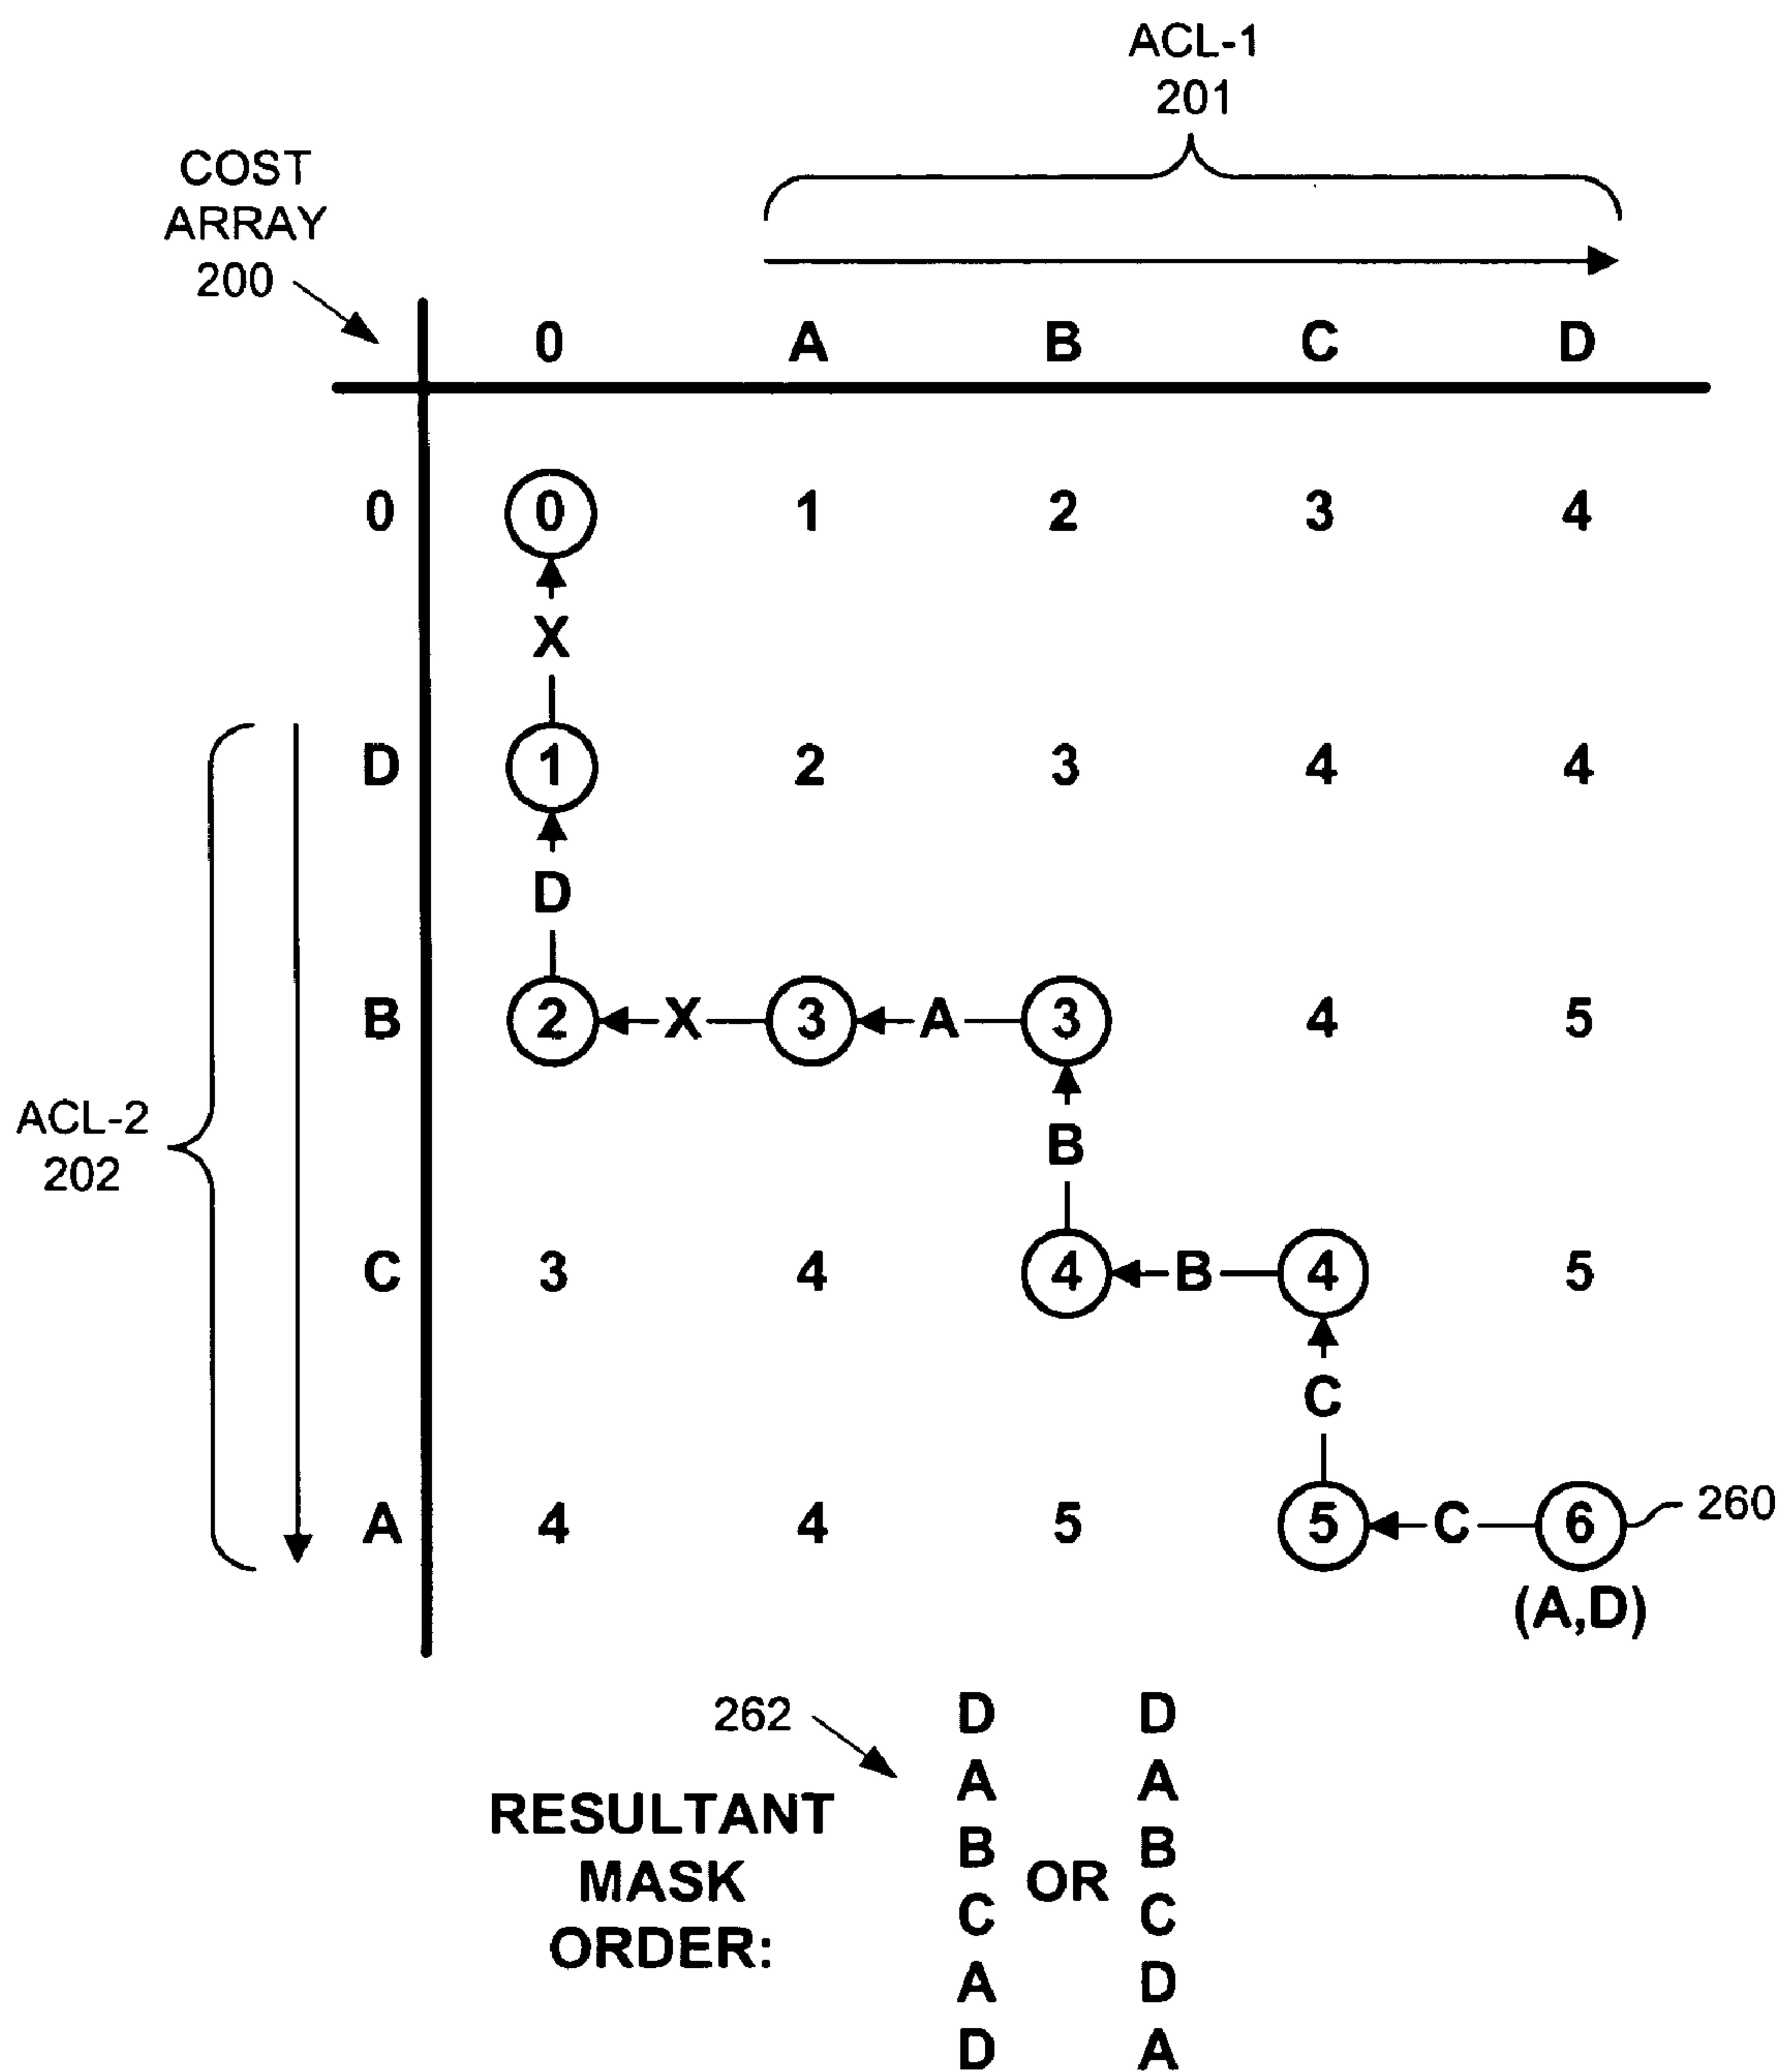 ACL-1
201
COST
ARRAY
200
0 A B C D
0 0 1 2 3 4
X
D 1 2 3 4 4
D
B 2 X 3 A 3 4 5
B
ACL-2
202
C 3 4 4 B 4 5
C
A 4 4 5 5 C 6 260
(A,D)
262
RESULTANT
MASK
ORDER:
D D
A A
B B
OR
C C
A D
D A